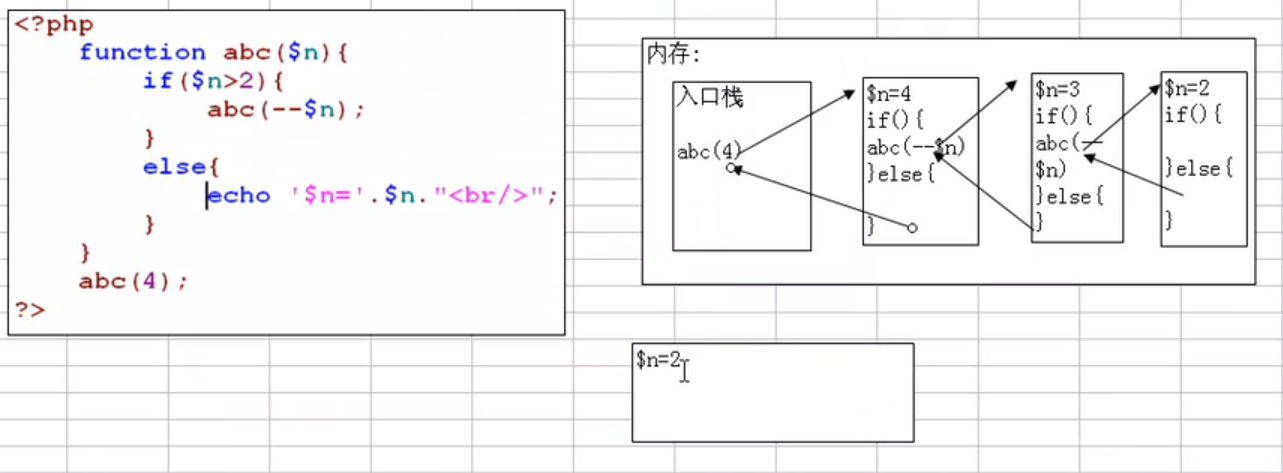 <?php
function abc($n){
if($n>2){
abc(--$n);
}
else{
echo '$n='.$n."<br/>";
}
}
abc(4);
?>
内存:
入口栈
abc(4)
$n=4
if(){
abc(--$n)
}else{
}
$n=3
if(){
abc(--
$n)
}else{
}
$n=2
if(){
}else{
}
$n=2